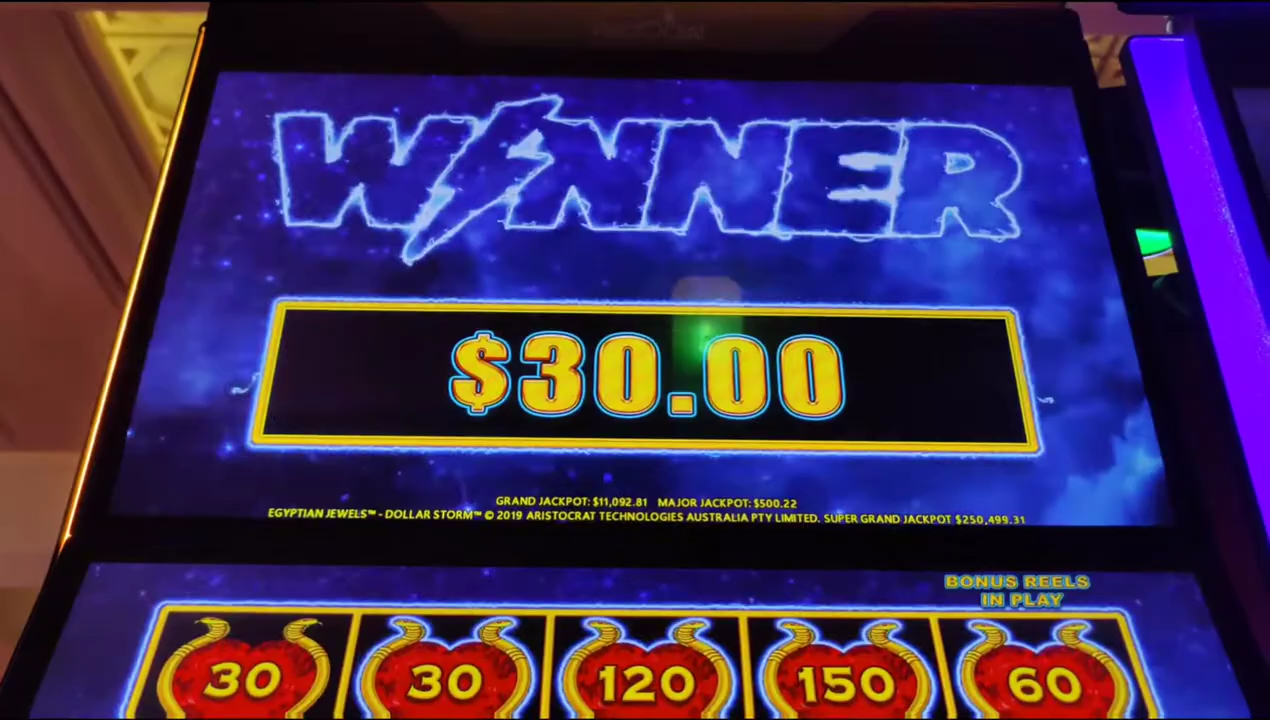 WINNER
$30.00
GRAND JACKPOT: $11,092.81 MAJOR JACKPOT: $500.22
EGYPTIAN JEWELS™ - DOLLAR STORM™ © 2019 ARISTOCRAT TECHNOLOGIES AUSTRALIA PTY LIMITED. SUPER GRAND JACKPOT $250,499.31
BONUS REELS
IN PLAY
30 30 120 150 60